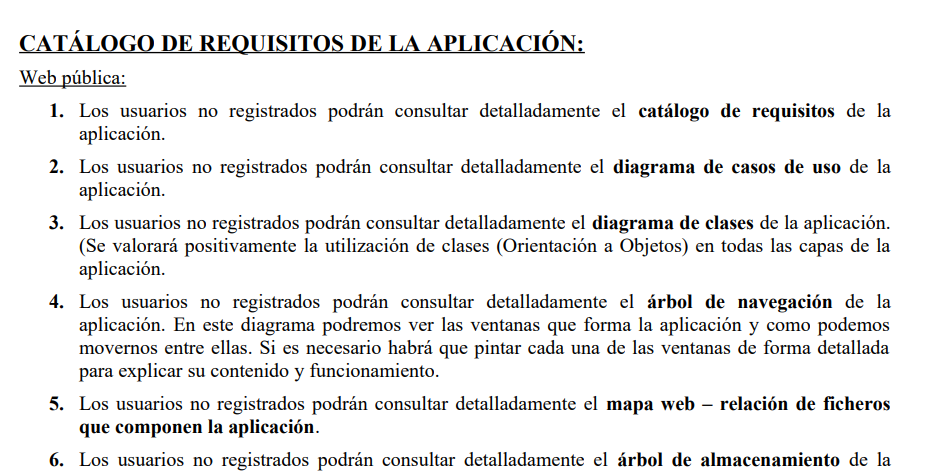 CATÁLOGO DE REQUISITOS DE LA APLICACIÓN:
Web pública:
1. Los usuarios no registrados podrán consultar detalladamente el catálogo de requisitos de la
aplicación.
2. Los usuarios no registrados podrán consultar detalladamente el diagrama de casos de uso de la
aplicación.
3. Los usuarios no registrados podrán consultar detalladamente el diagrama de clases de la aplicación.
(Se valorará positivamente la utilización de clases (Orientación a Objetos) en todas las capas de la
aplicación.
4. Los usuarios no registrados podrán consultar detalladamente el árbol de navegación de la
aplicación. En este diagrama podremos ver las ventanas que forma la aplicación y como podemos
movernos entre ellas. Si es necesario habrá que pintar cada una de las ventanas de forma detallada
para explicar su contenido y funcionamiento.
5. Los usuarios no registrados podrán consultar detalladamente el mapa web – relación de ficheros
que componen la aplicación.
6. Los usuarios no registrados podrán consultar detalladamente el árbol de almacenamiento de la